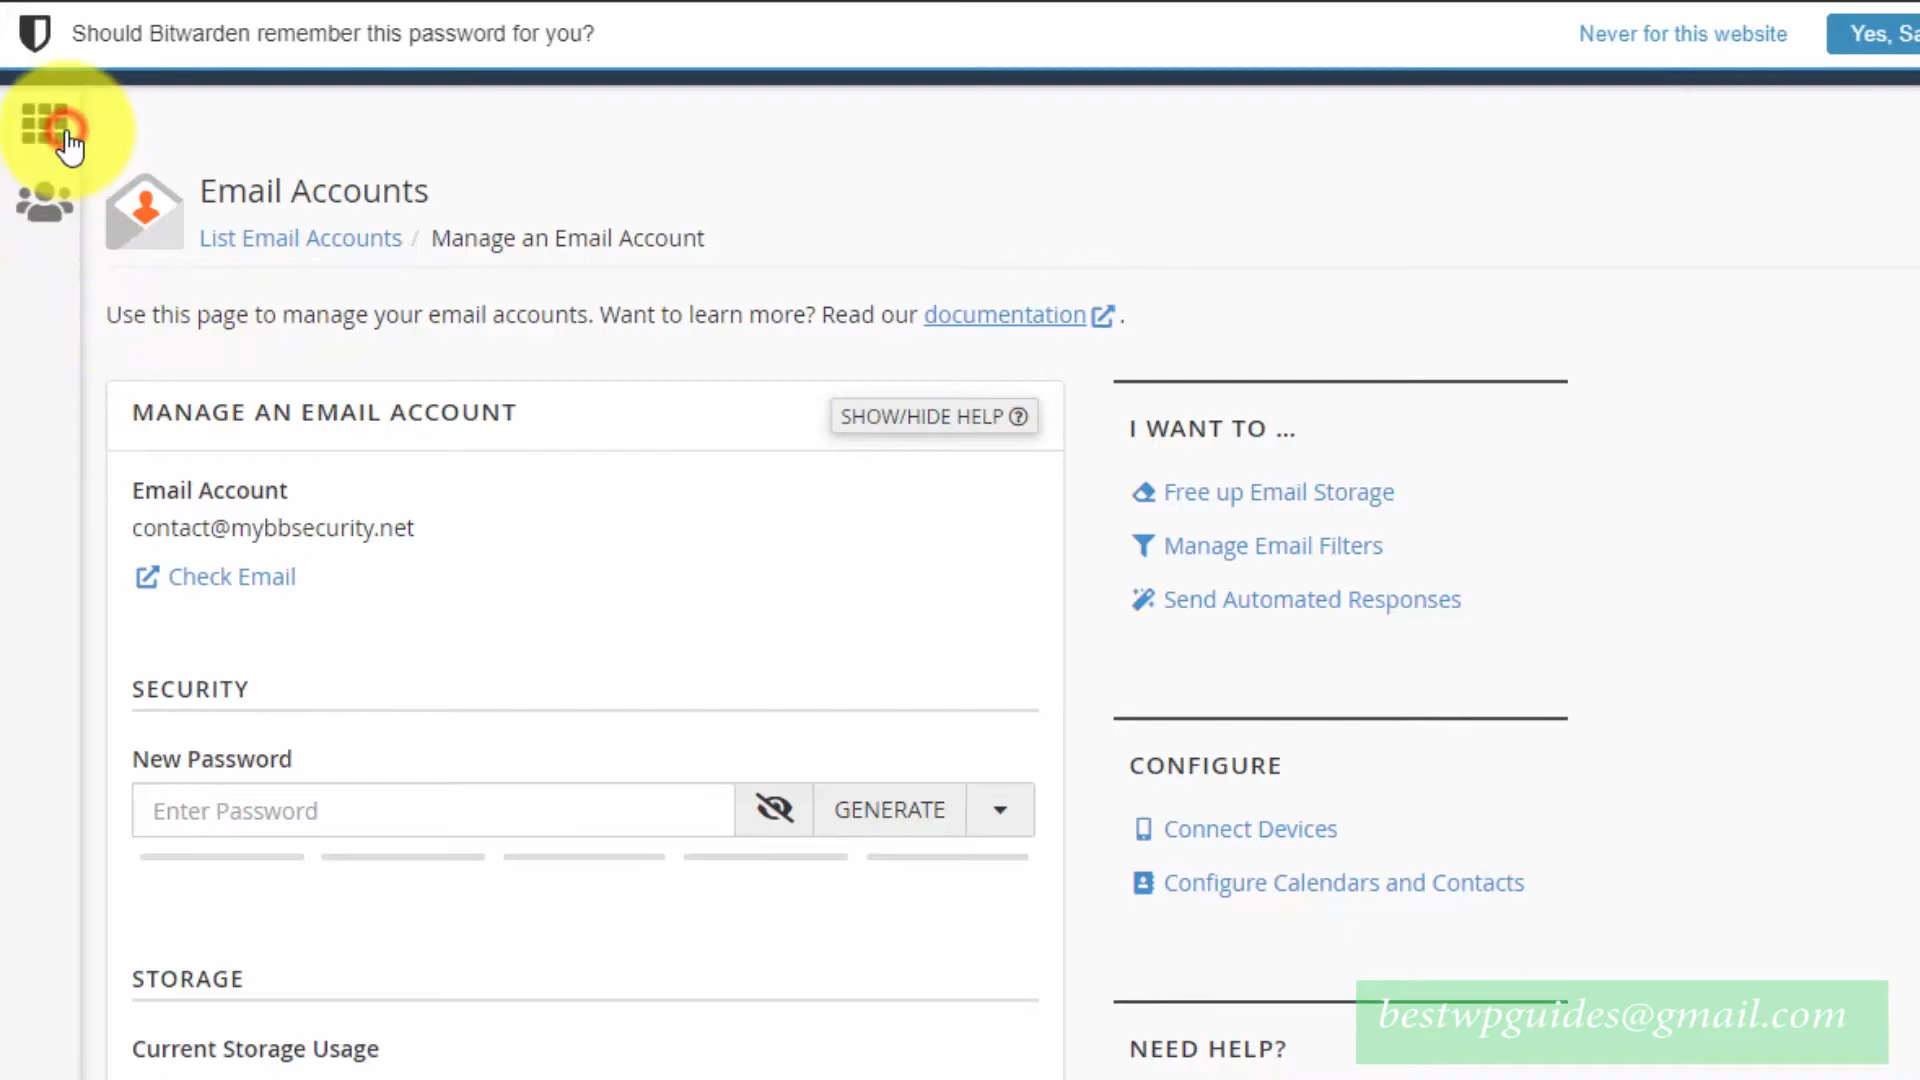 Should Bitwarden remember this password for you?
Never for this website
Yes, Sa
Email Accounts
List Email Accounts / Manage an Email Account
Use this page to manage your email accounts. Want to learn more? Read our documentation .
MANAGE AN EMAIL ACCOUNT
SHOW/HIDE HELP ?
Email Account
contact@mybbsecurity.net
Check Email
SECURITY
New Password
Enter Password
GENERATE
STORAGE
Current Storage Usage
I WANT TO ...
Free up Email Storage
Manage Email Filters
Send Automated Responses
CONFIGURE
Connect Devices
Configure Calendars and Contacts
NEED HELP?
bestwpguides@gmail.com